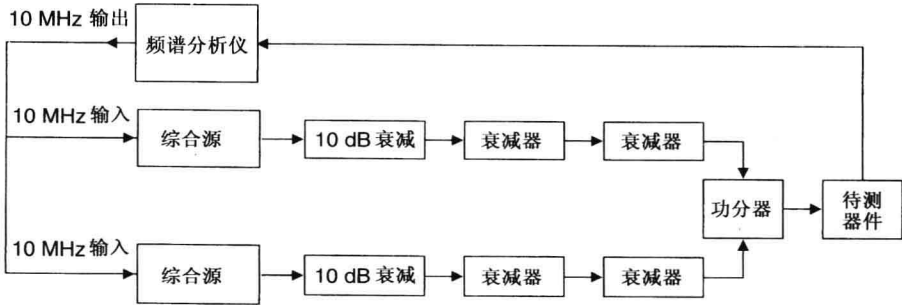 10 MHz 输出
频谱分析仪
10 MHz 输入
综合源
10 dB 衰减
衰减器
衰减器
功分器
待测
器件
10 MHz 输入
综合源
10 dB 衰减
衰减器
衰减器